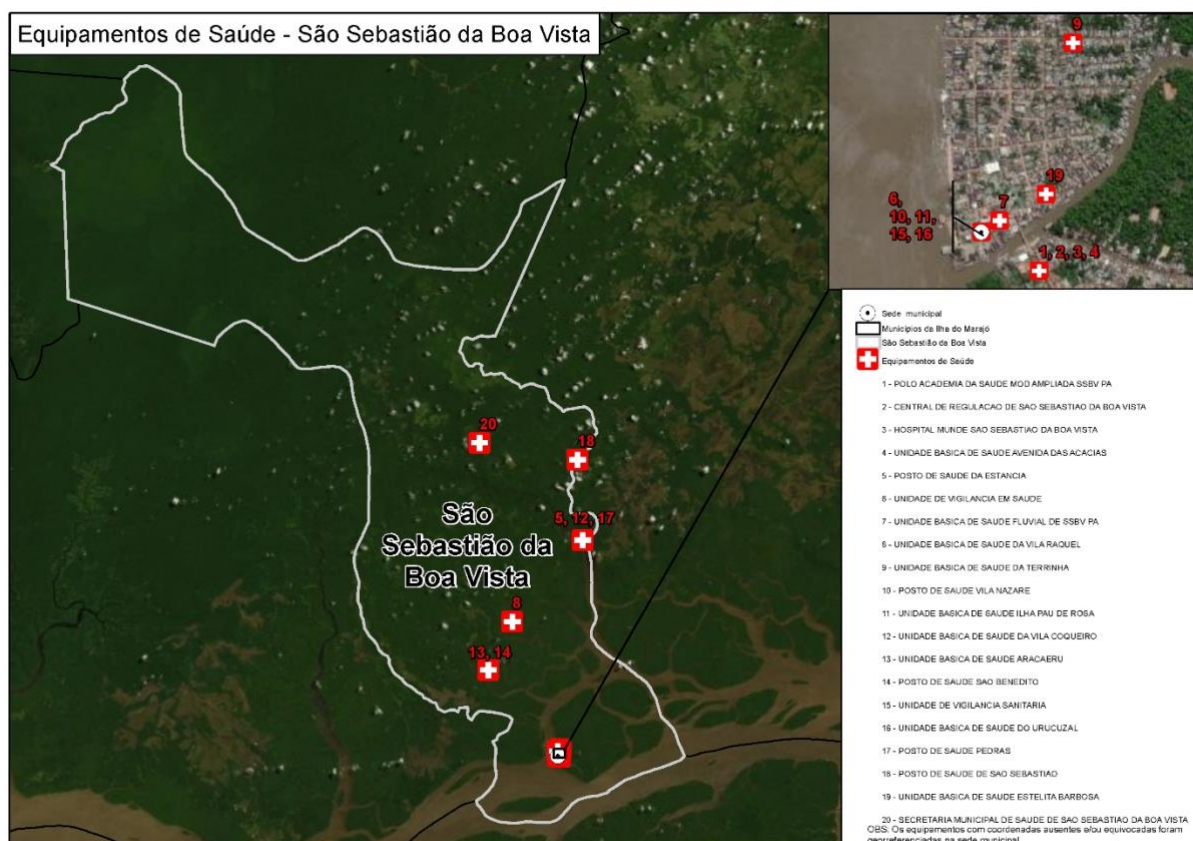 Equipamentos de Saúde - São Sebastião da Boa Vista
9
19
7
6,
10, 11,
15, 16
1, 2, 3, 4
20
18
5, 12, 17
São
Sebastião da
Boa Vista
8
13, 14
Sede municipal
Municípios da Ilha do Marajó
São Sebastião da Boa Vista
Equipamentos de Saúde
1 - POLO ACADEMIA DA SAUDE MOD AMPLIADA SSBV PA
2 - CENTRAL DE REGULACAO DE SAO SEBASTIAO DA BOA VISTA
3 - HOSPITAL MUNDE SAO SEBASTIAO DA BOA VISTA
4 - UNIDADE BASICA DE SAUDE AVENIDA DAS ACACIAS
5 - POSTO DE SAUDE DA ESTANCIA
6 - UNIDADE DE VIGILANCIA EM SAUDE
7 - UNIDADE BASICA DE SAUDE FLUVIAL DE SSBV PA
8 - UNIDADE BASICA DE SAUDE DA VILA RAQUEL
9 - UNIDADE BASICA DE SAUDE DA TERRINHA
10 - POSTO DE SAUDE VILA NAZARE
11 - UNIDADE BASICA DE SAUDE ILHA PAU DE ROSA
12 - UNIDADE BASICA DE SAUDE DA VILA COQUEIRO
13 - UNIDADE BASICA DE SAUDE ARACAERU
14 - POSTO DE SAUDE SAO BENEDITO
15 - UNIDADE DE VIGILANCIA SANITARIA
16 - UNIDADE BASICA DE SAUDE DO URUCUZAL
17 - POSTO DE SAUDE PEDRAS
18 - POSTO DE SAUDE DE SAO SEBASTIAO
19 - UNIDADE BASICA DE SAUDE ESTELITA BARBOSA
20 - SECRETARIA MUNICIPAL DE SAUDE DE SAO SEBASTIAO DA BOA VISTA
OBS: Os equipamentos com coordenadas ausentes e/ou equivocadas foram
georreferenciadas na sede municipal